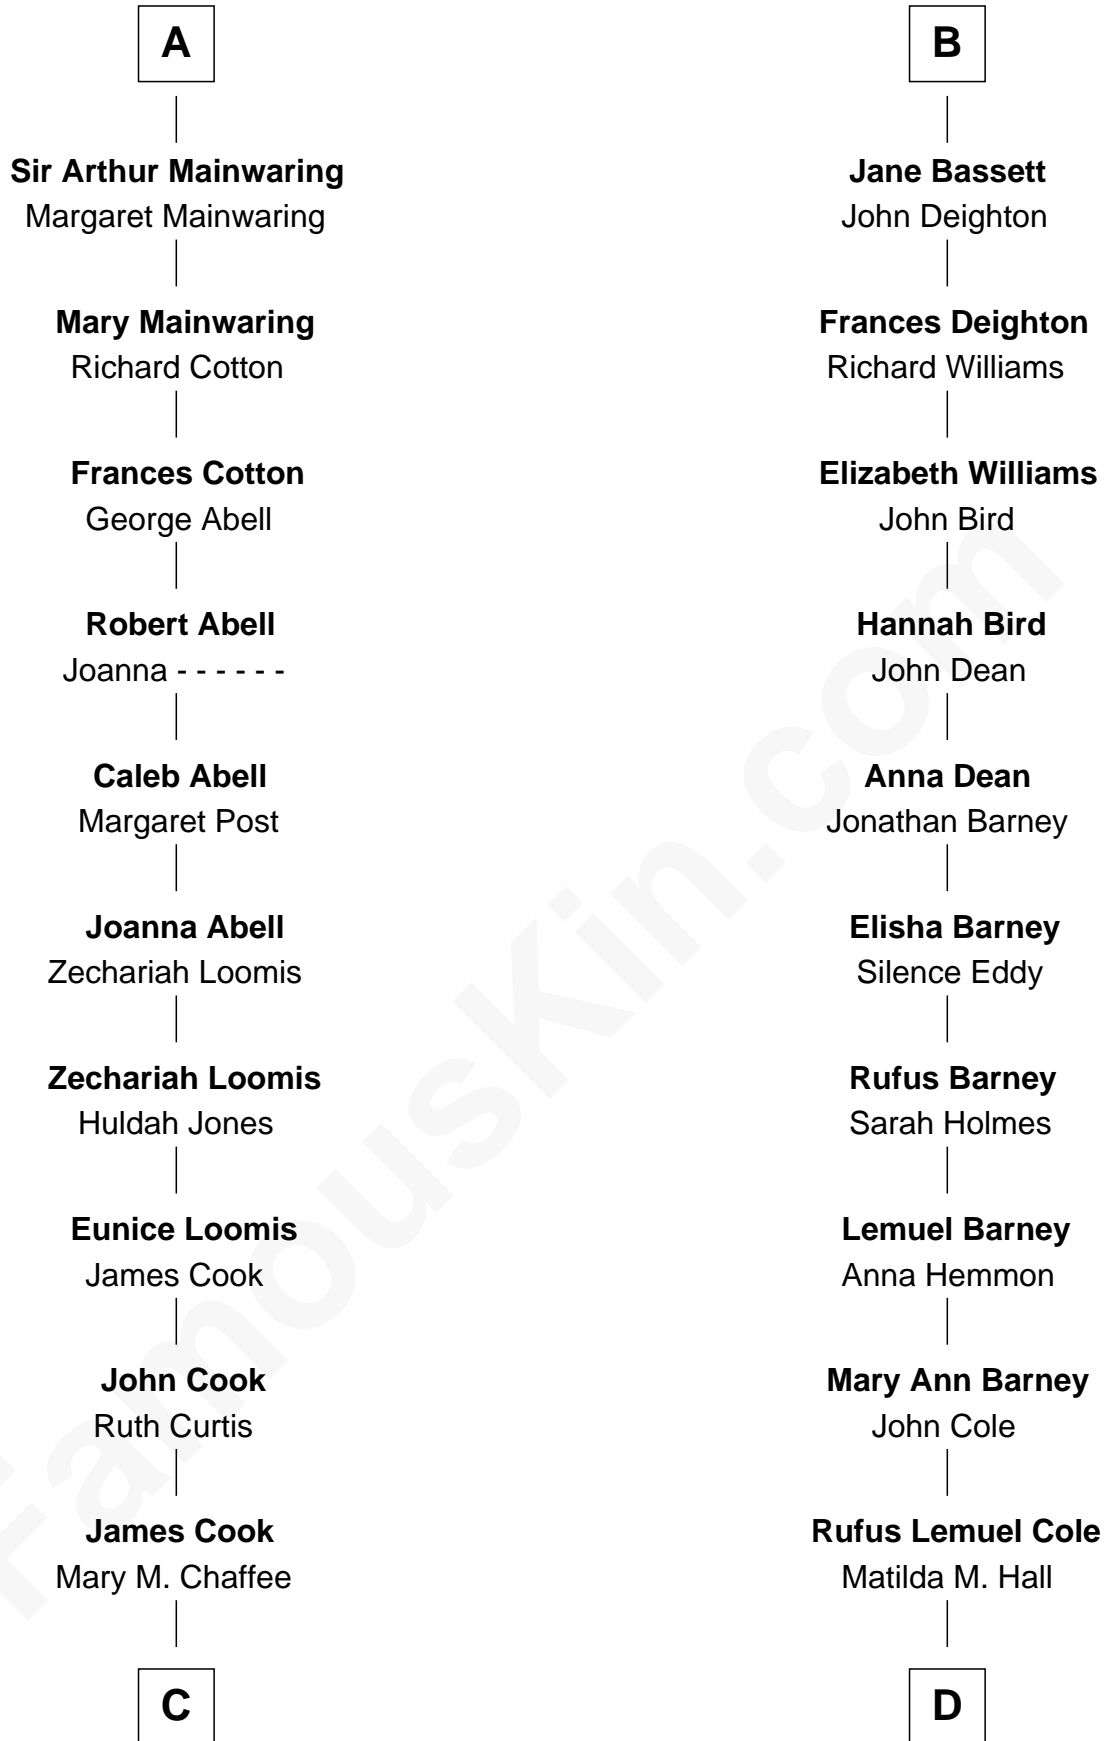 A
Sir Arthur Mainwaring
Margaret Mainwaring
Mary Mainwaring
Richard Cotton
Frances Cotton
George Abell
Robert Abell
Joanna - - - - - -
Caleb Abell
Margaret Post
Joanna Abell
Zechariah Loomis
Zechariah Loomis
Huldah Jones
Eunice Loomis
James Cook
John Cook
Ruth Curtis
James Cook
Mary M. Chaffee
C
B
Jane Bassett
John Deighton
Frances Deighton
Richard Williams
Elizabeth Williams
John Bird
Hannah Bird
John Dean
Anna Dean
Jonathan Barney
Elisha Barney
Silence Eddy
Rufus Barney
Sarah Holmes
Lemuel Barney
Anna Hemmon
Mary Ann Barney
John Cole
Rufus Lemuel Cole
Matilda M. Hall
D
FamousKin.com